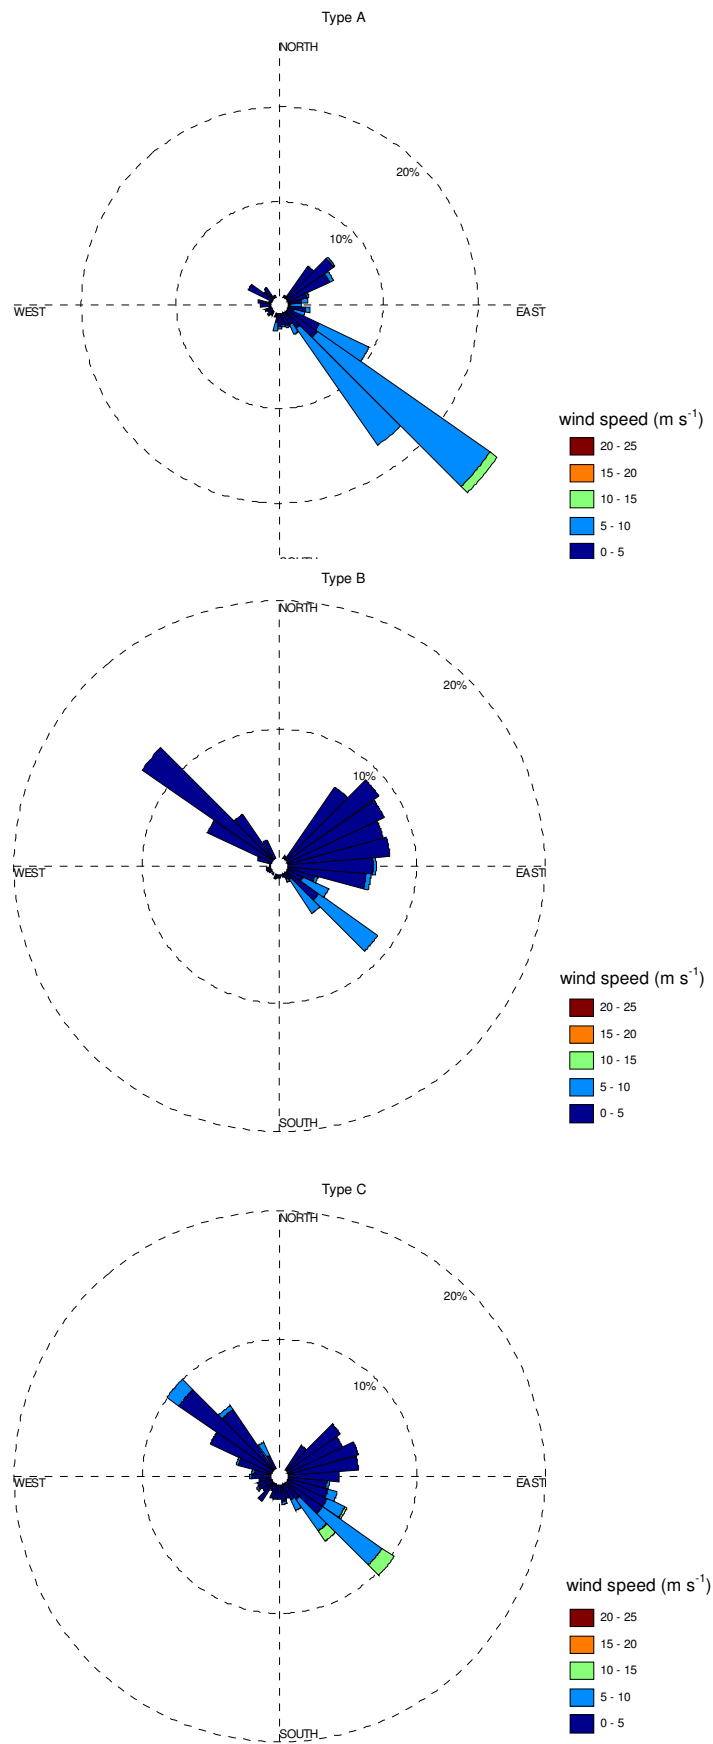 Type A
NORTH
20%
10%
WEST
EAST
wind speed (m s-1)
20 - 25
15 - 20
10 - 15
5 - 10
0 - 5
Type B
NORTH
20%
10%
WEST
EAST
wind speed (m s-1)
20 - 25
15 - 20
10 - 15
5 - 10
0 - 5
SOUTH
Type C
NORTH
20%
10%
WEST
EAST
wind speed (m s-1)
20 - 25
15 - 20
10 - 15
5 - 10
0 - 5
SOUTH